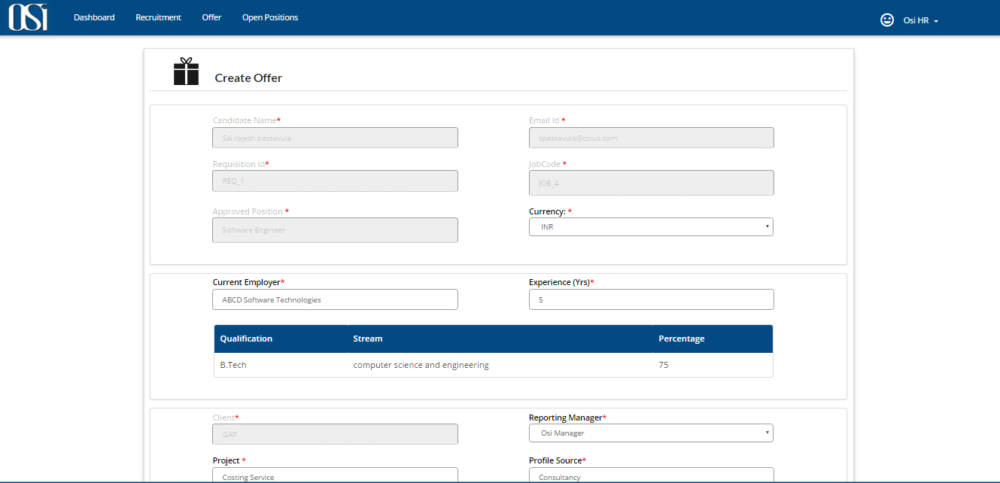 OSi Dashboard Recruitment Offer Open Positions Osi HR
Create Offer
Candidate Name* Email Id *
Sai rajesh passavula spassavula@osius.com
Requisition Id* JobCode *
REQ_1 JOB_4
Approved Position * Currency: *
Software Engineer INR
Current Employer* Experience (Yrs)*
ABCD Software Technologies 5
Qualification Stream Percentage
B.Tech computer science and engineering 75
Client* Reporting Manager*
GAP Osi Manager
Project * Profile Source*
Costing Service Consultancy